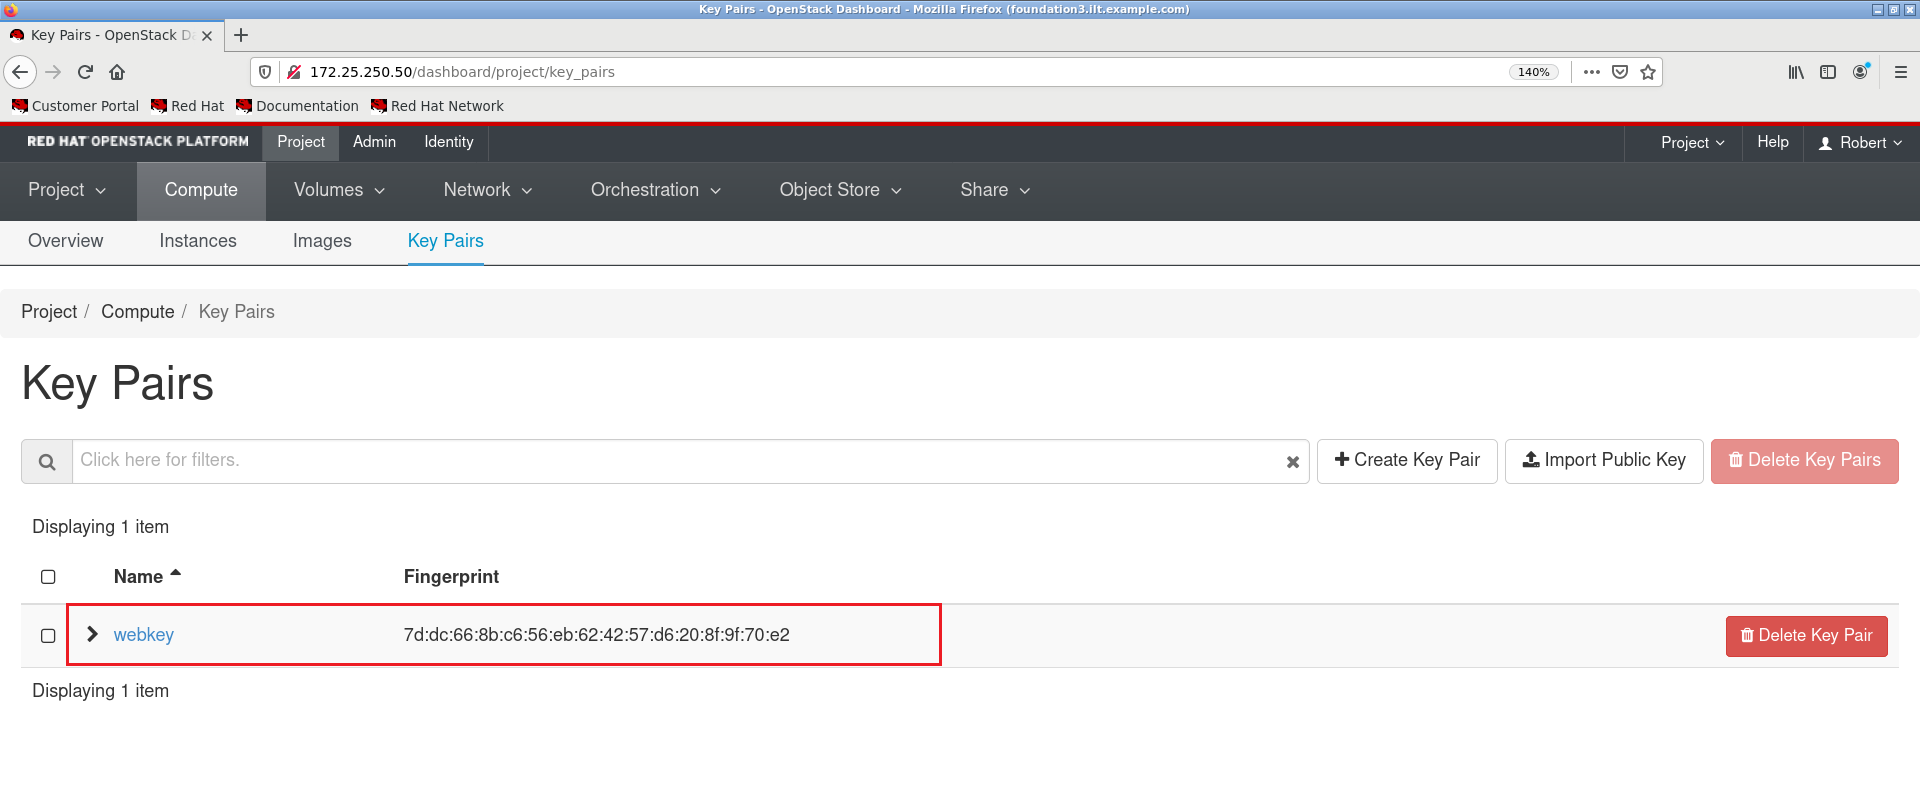 Key Pairs - OpenStack Dashboard - Mozilla Firefox (foundation3.ilt.example.com)
Key Pairs - OpenStack Da
172.25.250.50/dashboard/project/key_pairs 140%
Customer Portal Red Hat Documentation Red Hat Network
RED HAT OPENSTACK PLATFORM Project Admin Identity Project Help Robert
Project Compute Volumes Network Orchestration Object Store Share
Overview Instances Images Key Pairs
Project / Compute / Key Pairs
Key Pairs
Click here for filters. Create Key Pair Import Public Key Delete Key Pairs
Displaying 1 item
Name Fingerprint
webkey 7d:dc:66:8b:c6:56:eb:62:42:57:d6:20:8f:9f:70:e2 Delete Key Pair
Displaying 1 item